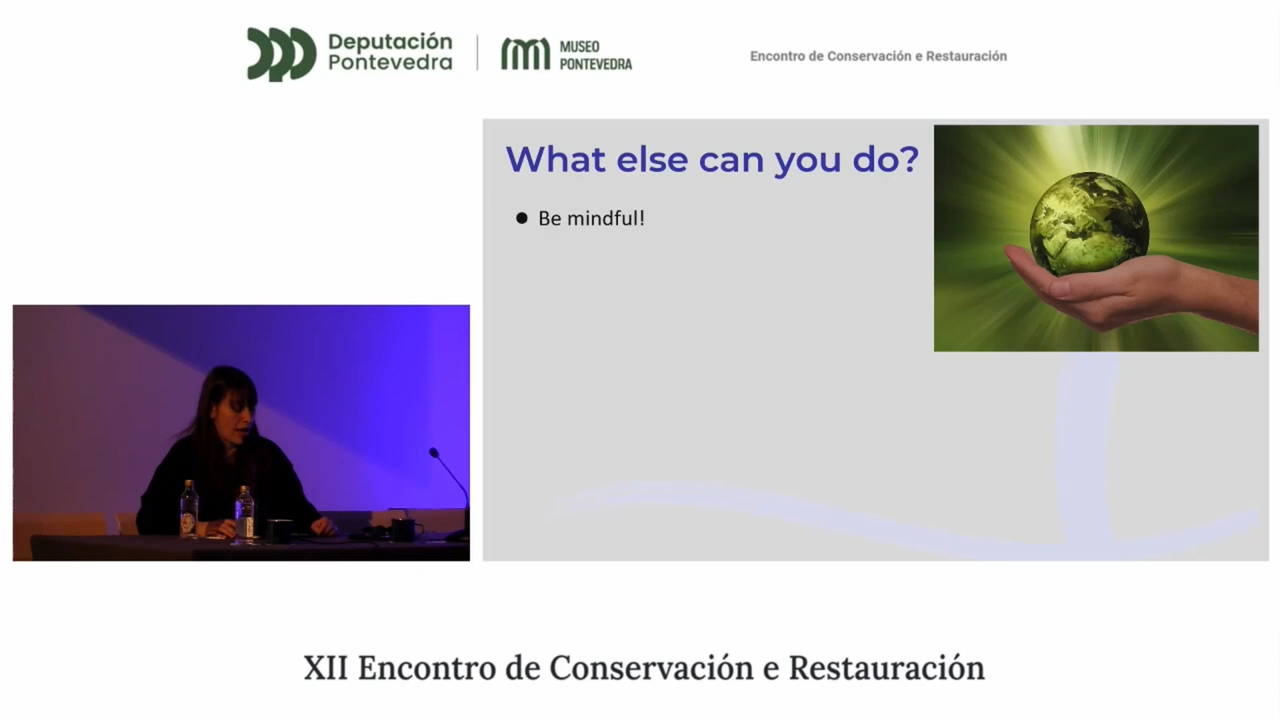 Deputación
Pontevedra
MUSEO
PONTEVEDRA
Encontro de Conservación e Restauración
What else can you do?
● Be mindful!
XII Encontro de Conservación e Restauración